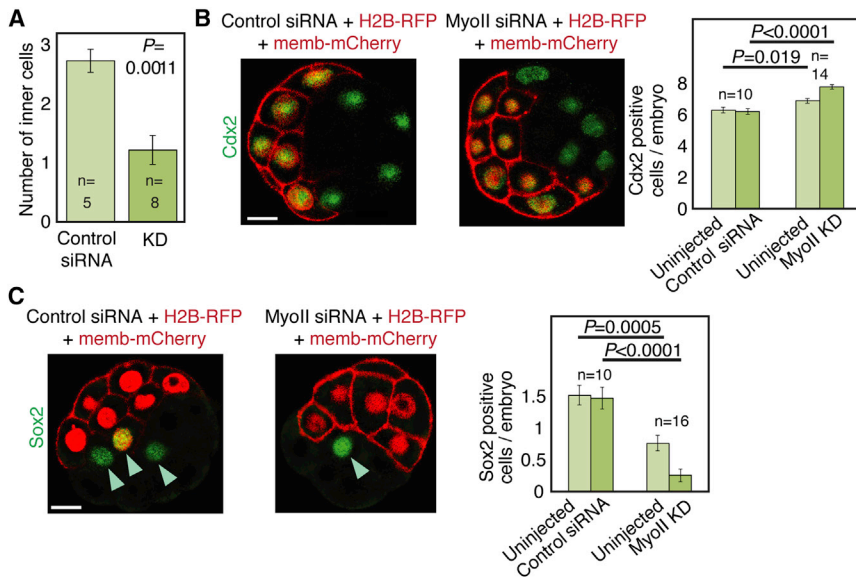 A
Number of inner cells
3
2
1
0
P=
0.0011
n=
5
n=
8
Control
siRNA
KD
B
Control siRNA + H2B-RFP
+ memb-mCherry
MyoII siRNA + H2B-RFP
+ memb-mCherry
Cdx2
Cdx2 positive
cells / embryo
8
6
4
2
0
P<0.0001
P=0.019
n=
14
n=10
Uninjected
Control siRNA
Uninjected
MyoII KD
C
Control siRNA + H2B-RFP
+ memb-mCherry
MyoII siRNA + H2B-RFP
+ memb-mCherry
Sox2
Sox2 positive
cells / embryo
1.5
1
0.5
0
P=0.0005
P<0.0001
n=10
n=16
Uninjected
Control siRNA
Uninjected
MyoII KD